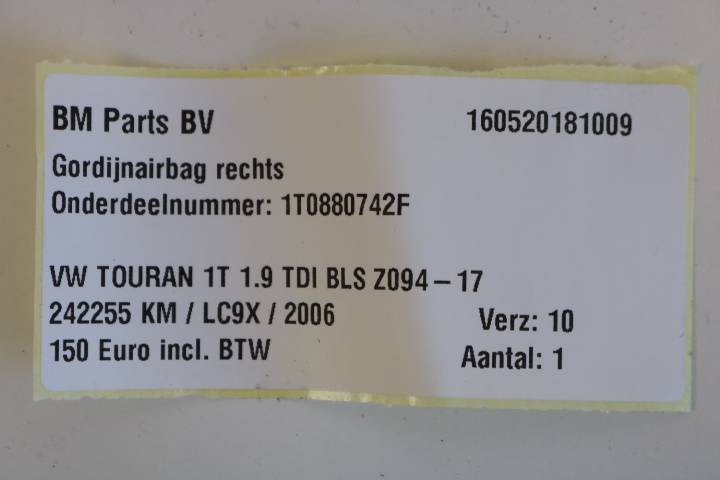 BM Parts BV 160520181009
Gordijnairbag rechts
Onderdeelnummer: 1T0880742F
VW TOURAN 1T 1.9 TDI BLS Z094-17
242255 KM / LC9X / 2006 Verz: 10
150 Euro incl. BTW Aantal: 1